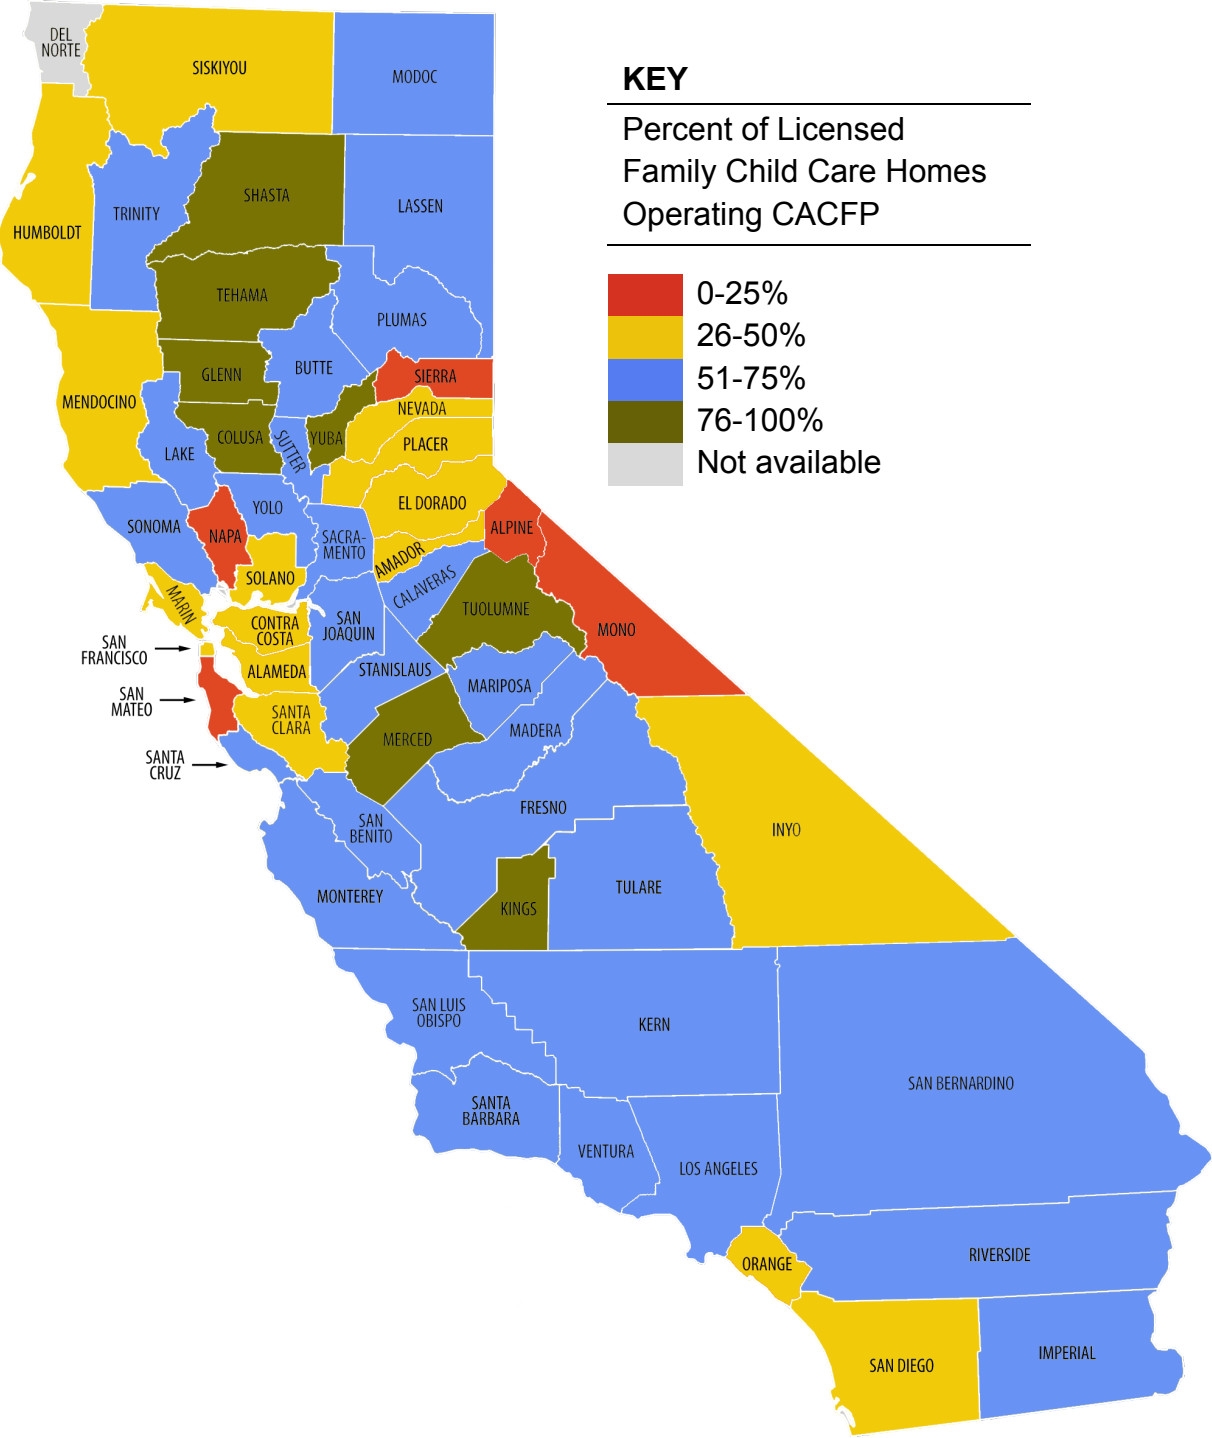 KEY
Percent of Licensed
Family Child Care Homes
Operating CACFP
0-25%
26-50%
51-75%
76-100%
Not available
DEL
NORTE
SISKIYOU
MODOC
SHASTA
LASSEN
TRINITY
HUMBOLDT
TEHAMA
PLUMAS
BUTTE
GLENN
SIERRA
MENDOCINO
NEVADA
COLUSA
SUTTER
YUBA
PLACER
LAKE
EL DORADO
YOLO
SONOMA
NAPA
ALPINE
SACRA-
MENTO
AMADOR
SOLANO
CALAVERAS
MARIN
TUOLUMNE
CONTRA
COSTA
SAN
JOAQUIN
MONO
SAN
FRANCISCO
ALAMEDA
STANISLAUS
MARIPOSA
SAN
MATEO
SANTA
CLARA
MERCED
MADERA
SANTA
CRUZ
FRESNO
SAN
BENITO
INYO
MONTEREY
TULARE
KINGS
SAN LUIS
OBISPO
KERN
SAN BERNARDINO
SANTA
BARBARA
VENTURA
LOS ANGELES
ORANGE
RIVERSIDE
SAN DIEGO
IMPERIAL